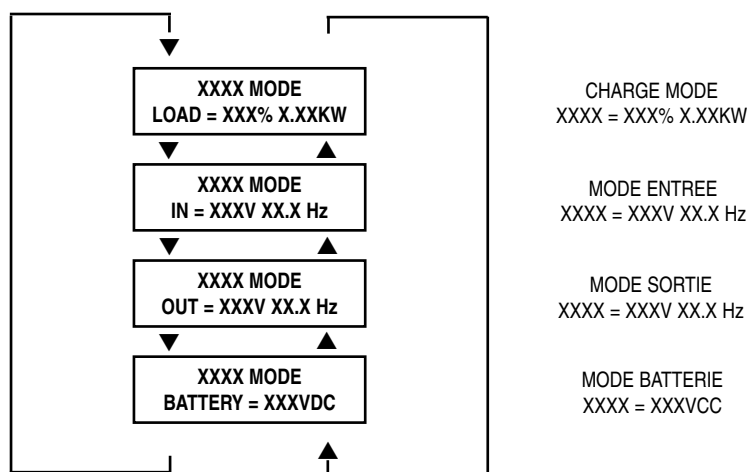 XXXX MODE
LOAD = XXX% X.XXKW
CHARGE MODE
XXXX = XXX% X.XXKW
XXXX MODE
IN = XXXV XX.X Hz
MODE ENTREE
XXXX = XXXV XX.X Hz
XXXX MODE
OUT = XXXV XX.X Hz
MODE SORTIE
XXXX = XXXV XX.X Hz
XXXX MODE
BATTERY = XXXVDC
MODE BATTERIE
XXXX = XXXVCC